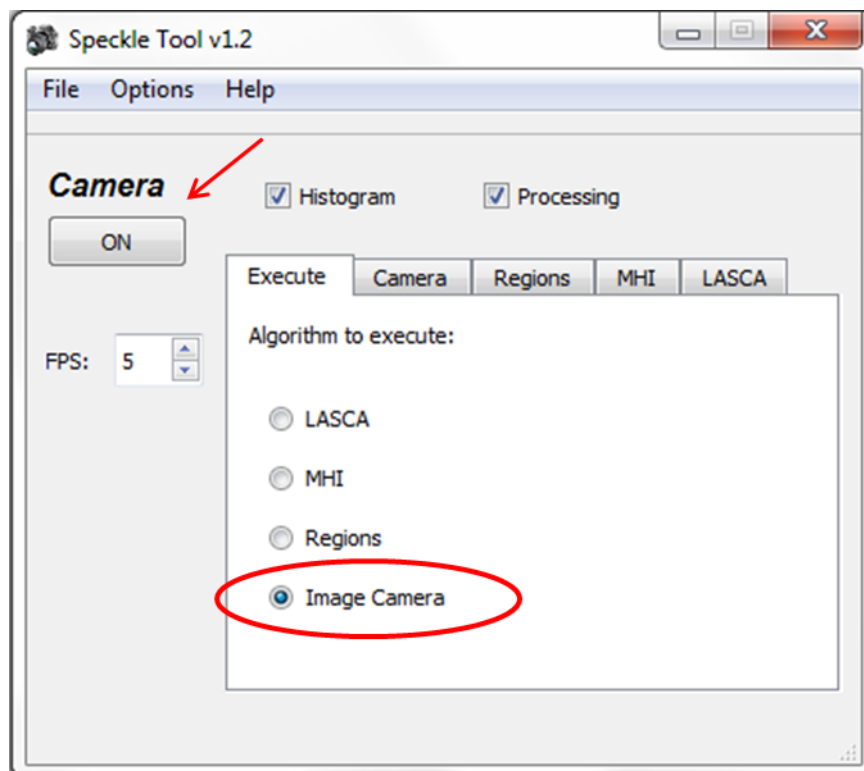 Speckle Tool v1.2
File Options Help
Camera
Histogram Processing
ON
Execute Camera Regions MHI LASCA
Algorithm to execute:
FPS: 5
LASCA
MHI
Regions
Image Camera